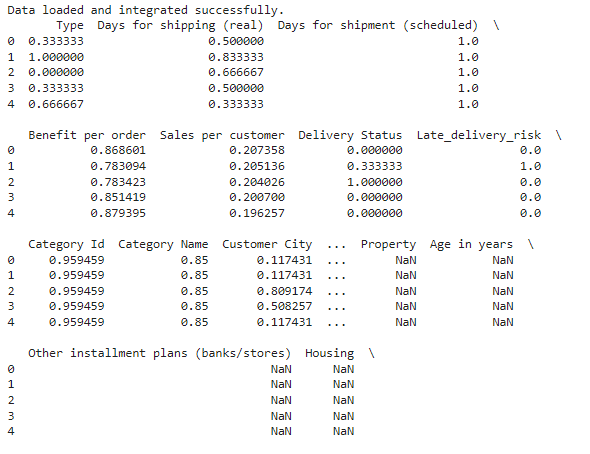 Data loaded and integrated successfully.
Type Days for shipping (real) Days for shipment (scheduled) \
0 0.333333 0.500000 1.0
1 1.000000 0.833333 1.0
2 0.000000 0.666667 1.0
3 0.333333 0.500000 1.0
4 0.666667 0.333333 1.0
Benefit per order Sales per customer Delivery Status Late_delivery_risk \
0 0.868601 0.207358 0.000000 0.0
1 0.783094 0.205136 0.333333 1.0
2 0.783423 0.204026 1.000000 0.0
3 0.851419 0.200700 0.000000 0.0
4 0.879395 0.196257 0.000000 0.0
Category Id Category Name Customer City ... Property Age in years \
0 0.959459 0.85 0.117431 ... NaN NaN
1 0.959459 0.85 0.117431 ... NaN NaN
2 0.959459 0.85 0.809174 ... NaN NaN
3 0.959459 0.85 0.508257 ... NaN NaN
4 0.959459 0.85 0.117431 ... NaN NaN
Other installment plans (banks/stores) Housing \
0 NaN NaN
1 NaN NaN
2 NaN NaN
3 NaN NaN
4 NaN NaN